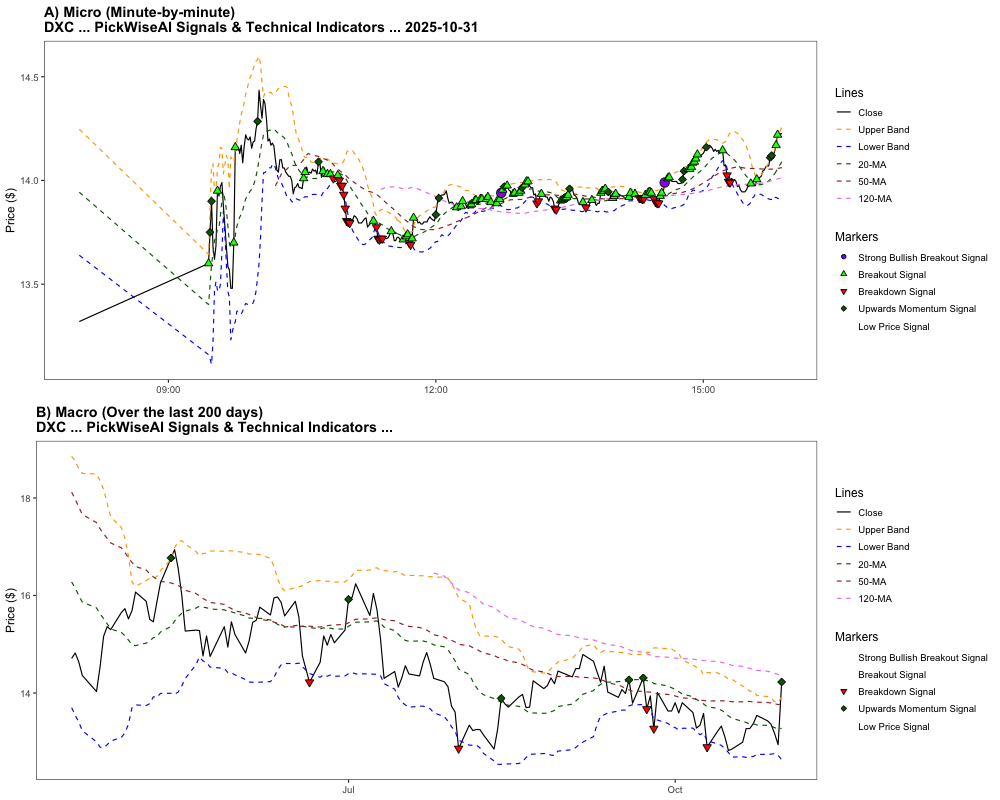 A) Micro (Minute-by-minute)
DXC ... PickWiseAI Signals & Technical Indicators ... 2025-10-31
Price ($)
14.5
14.0
13.5
09:00
12:00
15:00
Lines
Close
Upper Band
Lower Band
20-MA
50-MA
120-MA
Markers
Strong Bullish Breakout Signal
Breakout Signal
Breakdown Signal
Upwards Momentum Signal
Low Price Signal
B) Macro (Over the last 200 days)
DXC ... PickWiseAI Signals & Technical Indicators ...
Price ($)
18
16
14
Jul
Oct
Lines
Close
Upper Band
Lower Band
20-MA
50-MA
120-MA
Markers
Strong Bullish Breakout Signal
Breakout Signal
Breakdown Signal
Upwards Momentum Signal
Low Price Signal